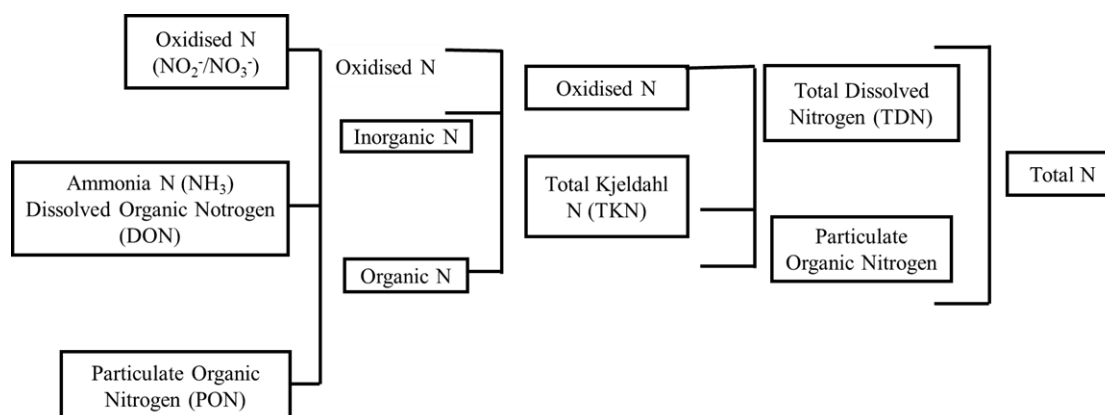 Oxidised N
(NO₂⁻/NO₃⁻)
Ammonia N (NH₃)
Dissolved Organic Notrogen
(DON)
Particulate Organic
Nitrogen (PON)
Oxidised N
Inorganic N
Organic N
Oxidised N
Total Kjeldahl
N (TKN)
Total Dissolved
Nitrogen (TDN)
Particulate
Organic Nitrogen
Total N